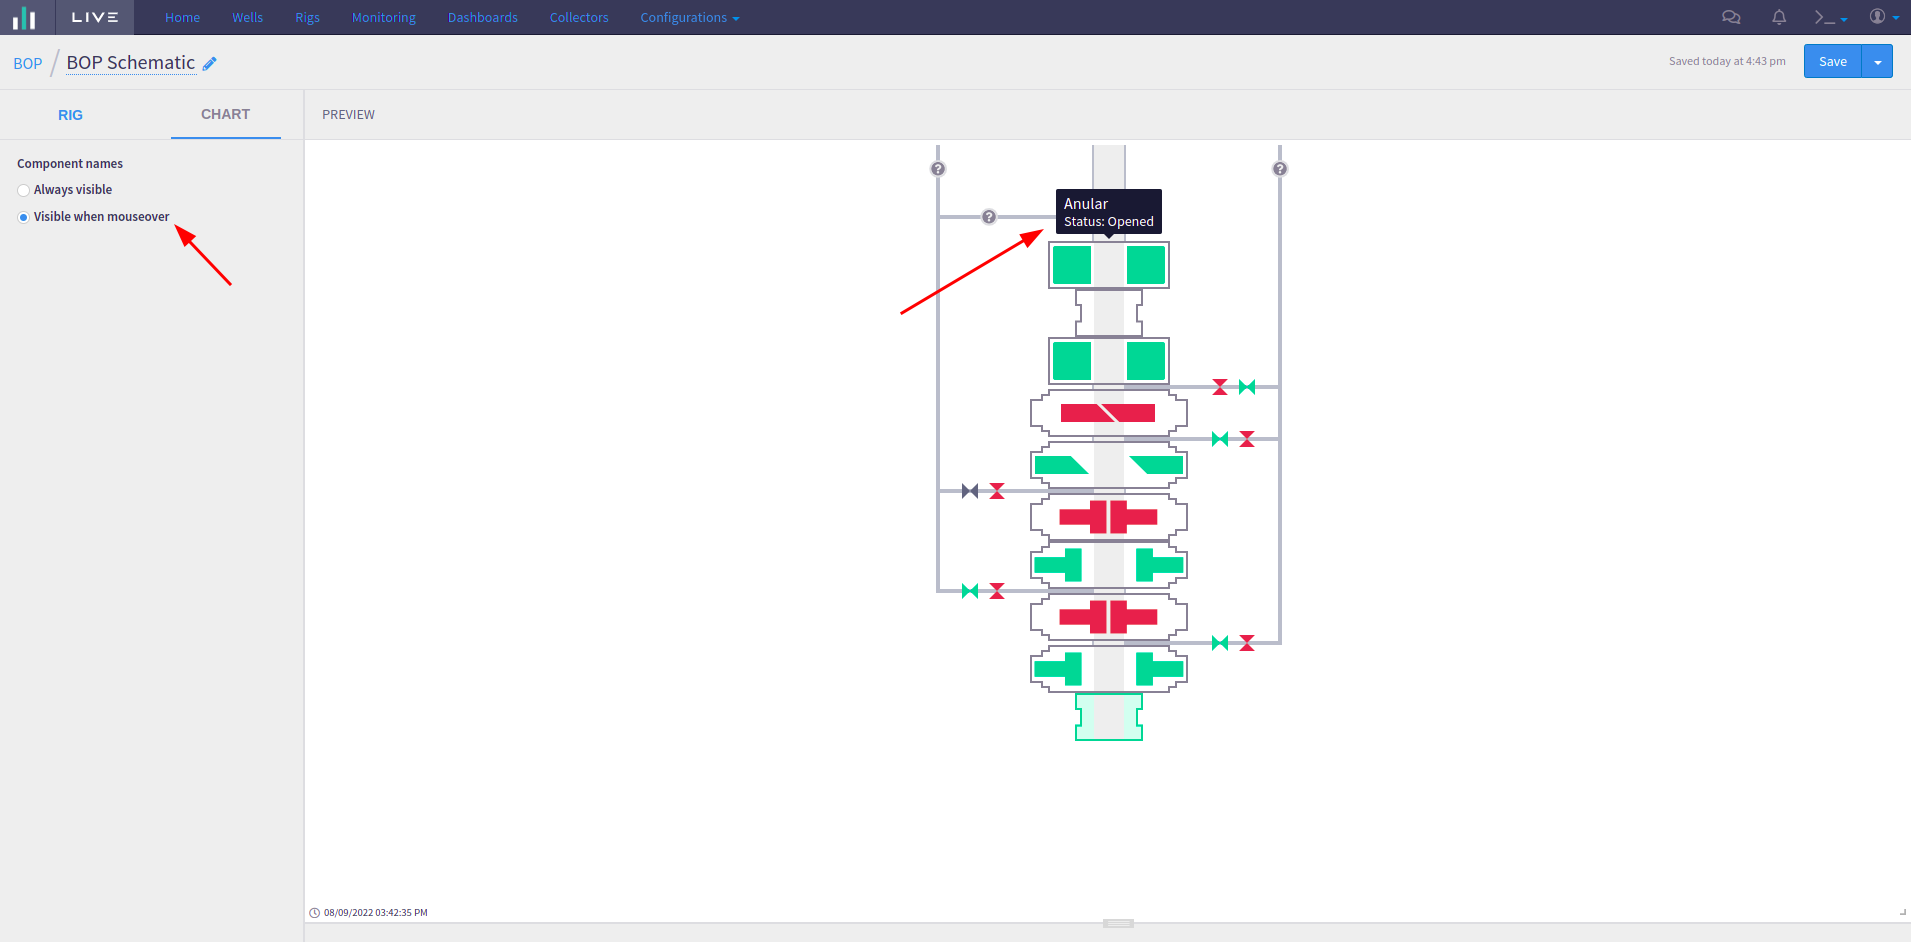 LIVE Home Wells Rigs Monitoring Dashboards Collectors Configurations
BOP / BOP Schematic Saved today at 4:43 pm Save
RIG CHART PREVIEW
Component names
Always visible
Visible when mouseover
?
?
?
Anular
Status: Opened
08/09/2022 03:42:35 PM